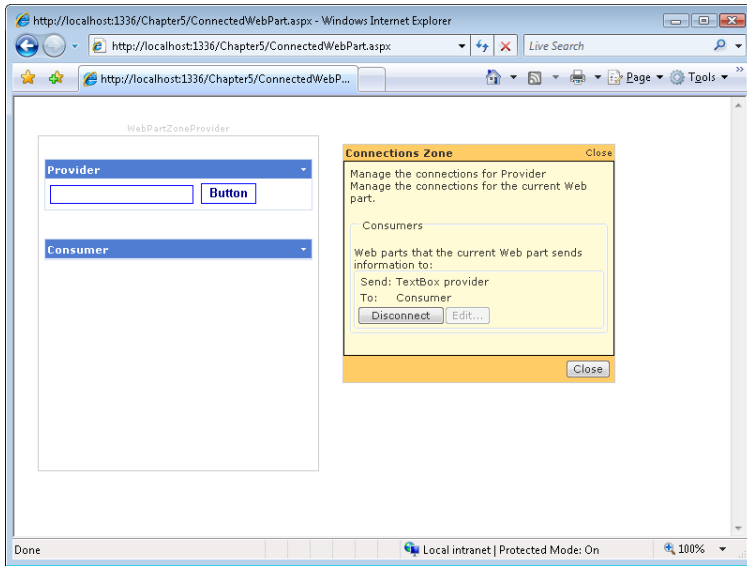 http://localhost:1336/Chapter5/ConnectedWebPart.aspx - Windows Internet Explorer
http://localhost:1336/Chapter5/ConnectedWebPart.aspx
Live Search
http://localhost:1336/Chapter5/ConnectedWebP...
Page
Tools
»
WebPartZoneProvider
Provider
Button
Consumer
Connections Zone
Close
Manage the connections for Provider
Manage the connections for the current Web
part.
Consumers
Web parts that the current Web part sends
information to:
Send: TextBox provider
To: Consumer
Disconnect
Edit...
Close
Done
Local intranet | Protected Mode: On
100%